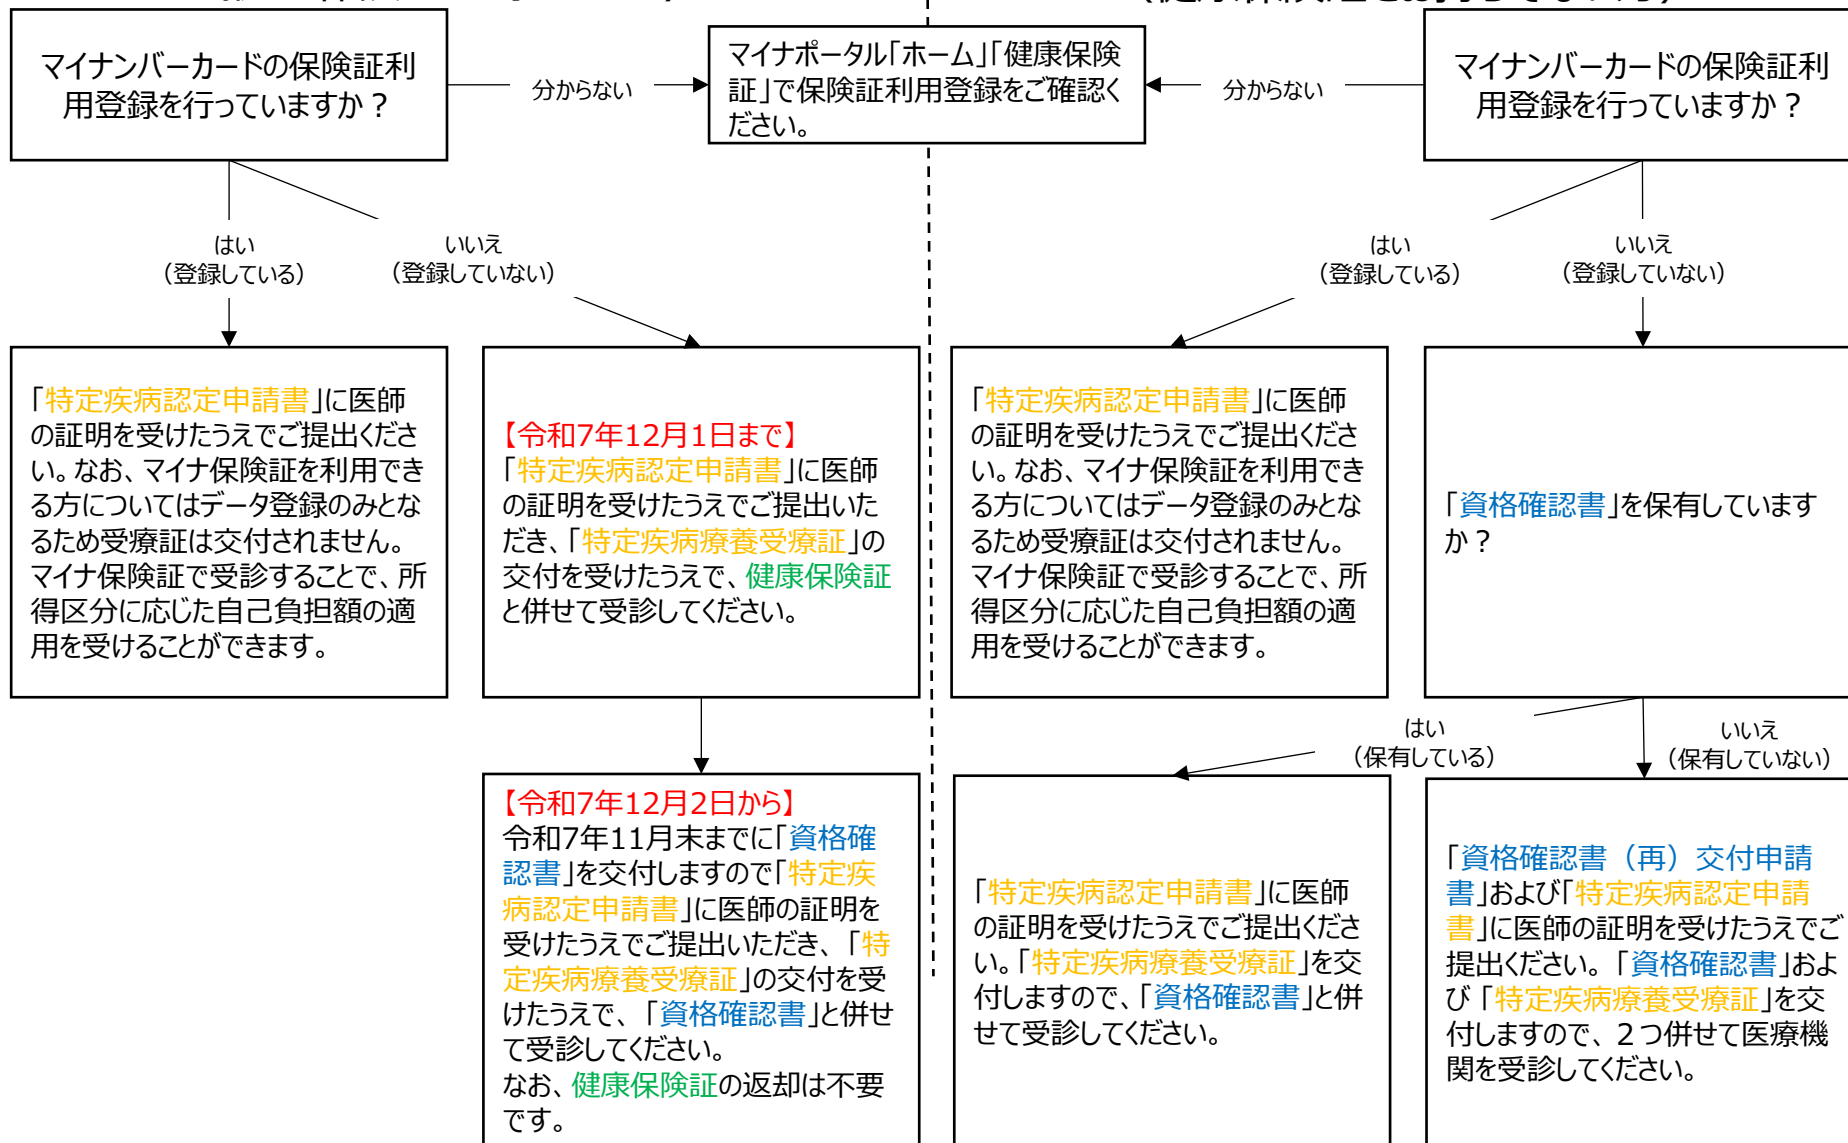 マイナンバーカードの保険証利
用登録を行っていますか？
分からない
マイナポータル「ホーム」「健康保険
証」で保険証利用登録をご確認く
ださい。
分からない
マイナンバーカードの保険証利
用登録を行っていますか？
はい
（登録している）
いいえ
（登録していない）
はい
（登録している）
いいえ
（登録していない）
「特定疾病認定申請書」に医師
の証明を受けたうえでご提出くださ
い。なお、マイナ保険証を利用でき
る方についてはデータ登録のみとな
るため受療証は交付されません。
マイナ保険証で受診することで、所
得区分に応じた自己負担額の適
用を受けることができます。
【令和7年12月1日まで】
「特定疾病認定申請書」に医師
の証明を受けたうえでご提出いた
だき、「特定疾病療養受療証」の
交付を受けたうえで、健康保険証
と併せて受診してください。
「特定疾病認定申請書」に医師
の証明を受けたうえでご提出くださ
い。なお、マイナ保険証を利用でき
る方についてはデータ登録のみとな
るため受療証は交付されません。
マイナ保険証で受診することで、所
得区分に応じた自己負担額の適
用を受けることができます。
「資格確認書」を保有しています
か？
はい
（保有している）
いいえ
（保有していない）
【令和7年12月2日から】
令和7年11月末までに「資格確
認書」を交付しますので「特定疾
病認定申請書」に医師の証明を
受けたうえでご提出いただき、「特
定疾病療養受療証」の交付を受
けたうえで、「資格確認書」と併せ
て受診してください。
なお、健康保険証の返却は不要
です。
「特定疾病認定申請書」に医師
の証明を受けたうえでご提出くださ
い。「特定疾病療養受療証」を交
付しますので、「資格確認書」と併
せて受診してください。
「資格確認書（再）交付申請
書」および「特定疾病認定申請
書」に医師の証明を受けたうえでご
提出ください。「資格確認書」およ
び「特定疾病療養受療証」を交
付しますので、２つ併せて医療機
関を受診してください。